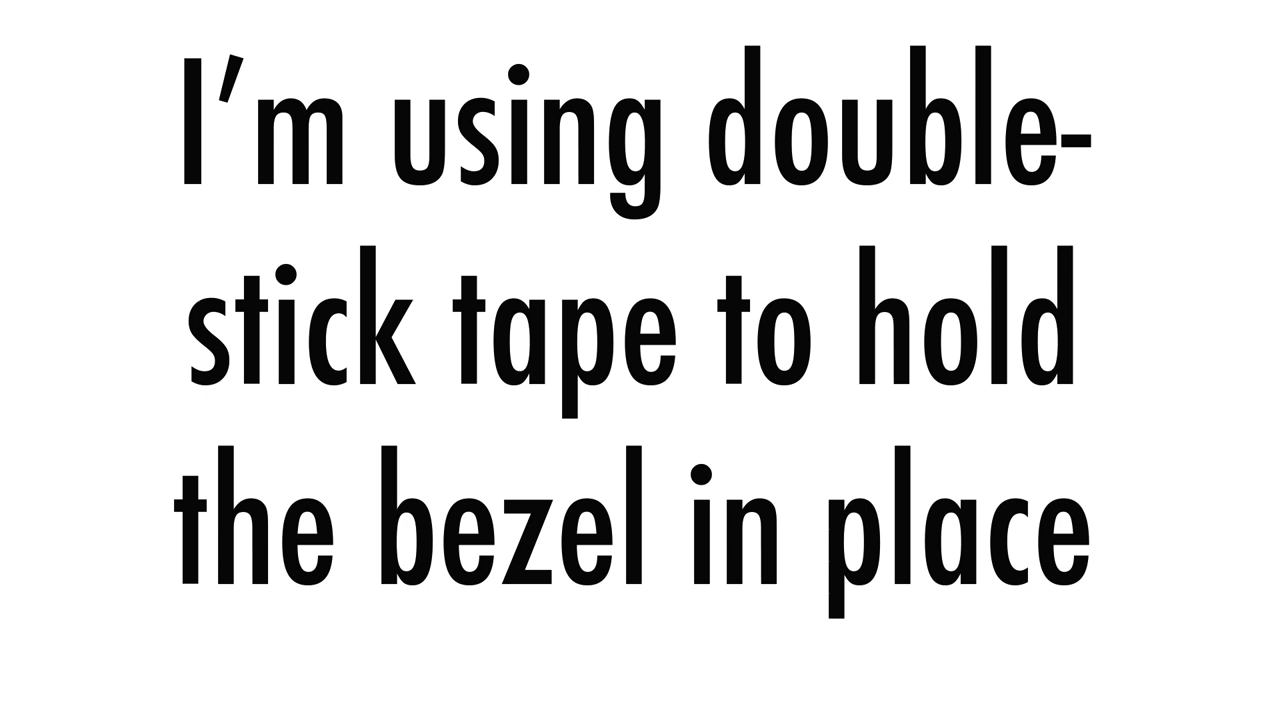 I’m using double-
stick tape to hold
the bezel in place